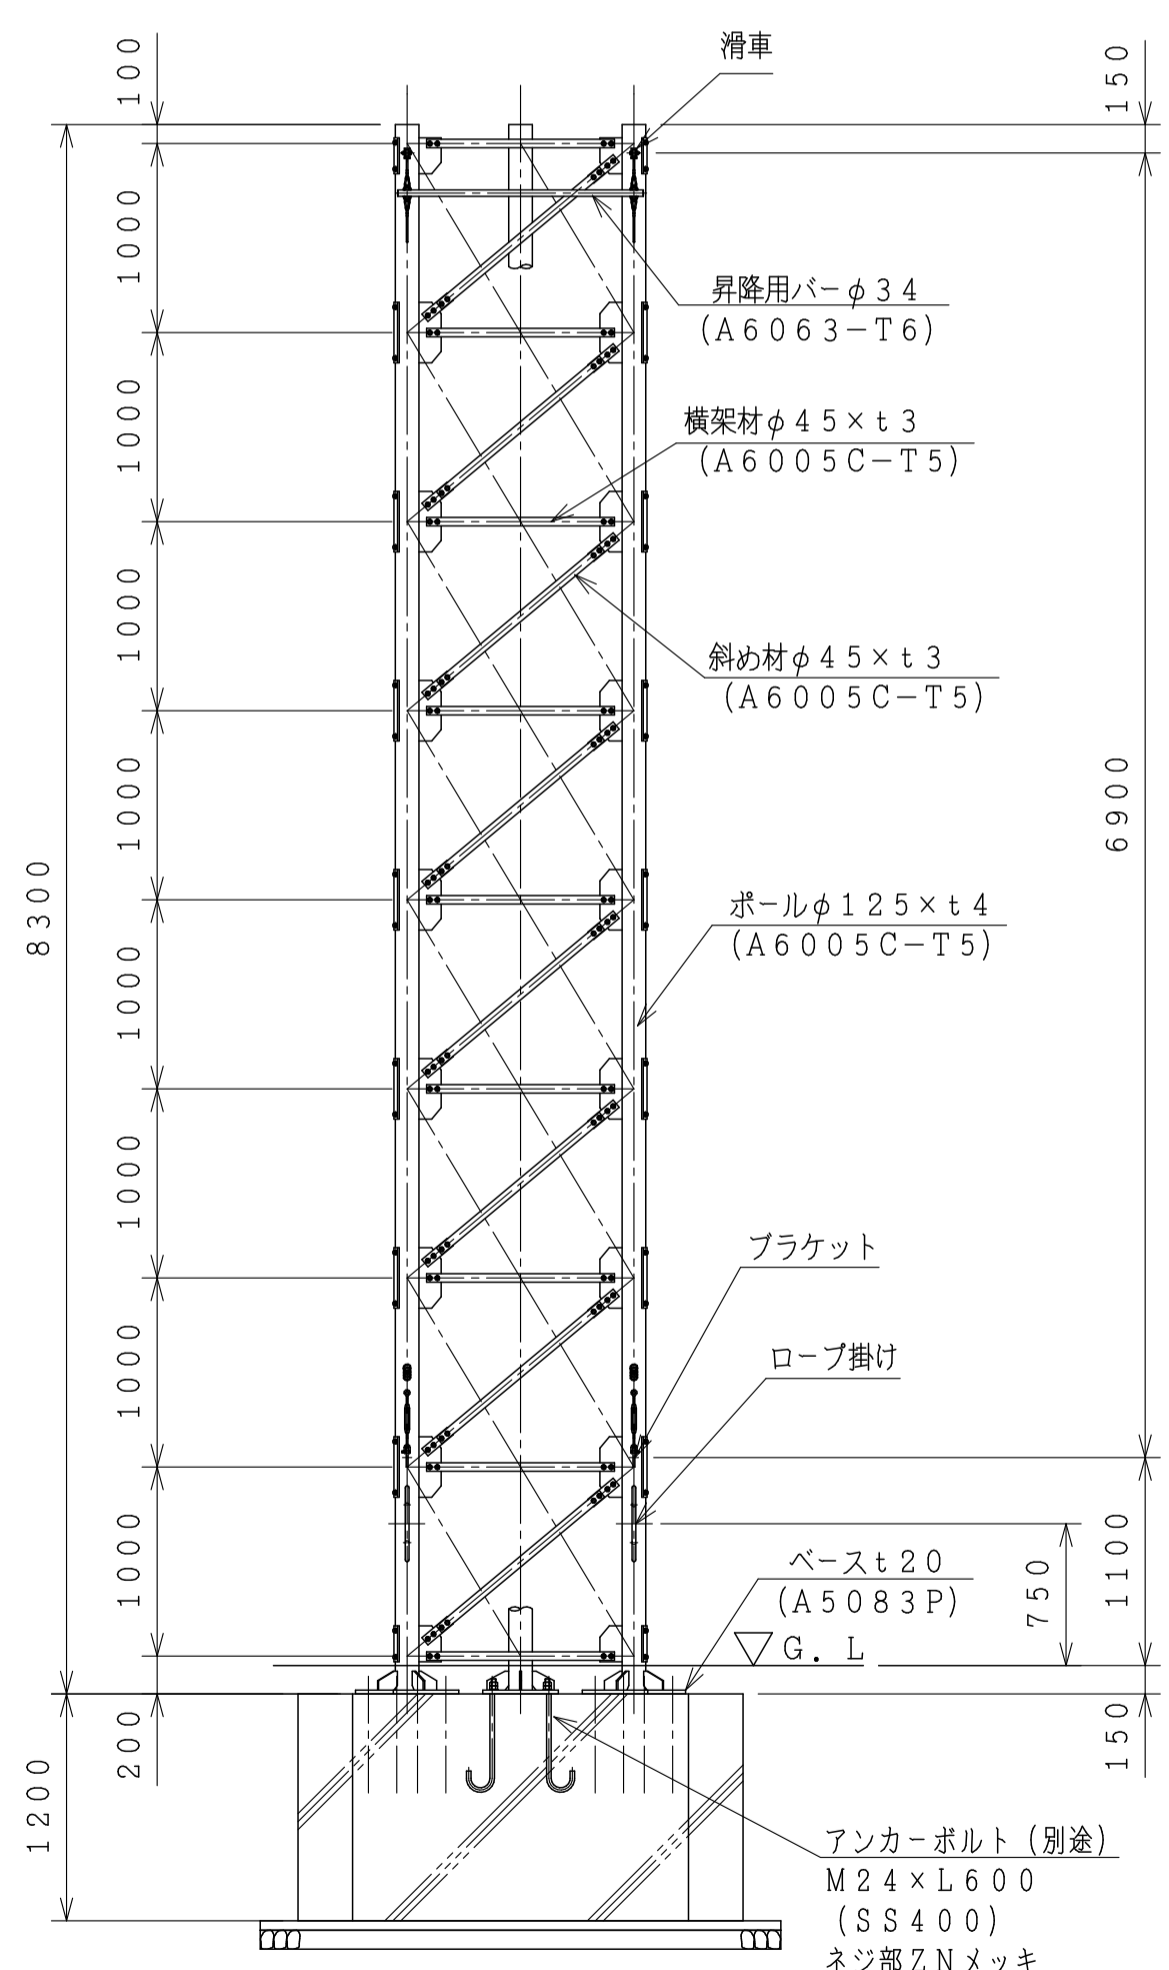 滑車
昇降用バーφ34
(A6063-T6)
横架材φ45×t3
(A6005C-T5)
斜め材φ45×t3
(A6005C-T5)
ポールφ125×t4
(A6005C-T5)
ブラケット
ロープ掛け
ベースt20
(A5083P)
G.L
アンカーボルト(別途)
M24×L600
(SS400)
ネジ部ZNメッキ
100
1000
1000
1000
1000
1000
1000
1000
1000
200
8300
1200
150
6900
1100
750
150